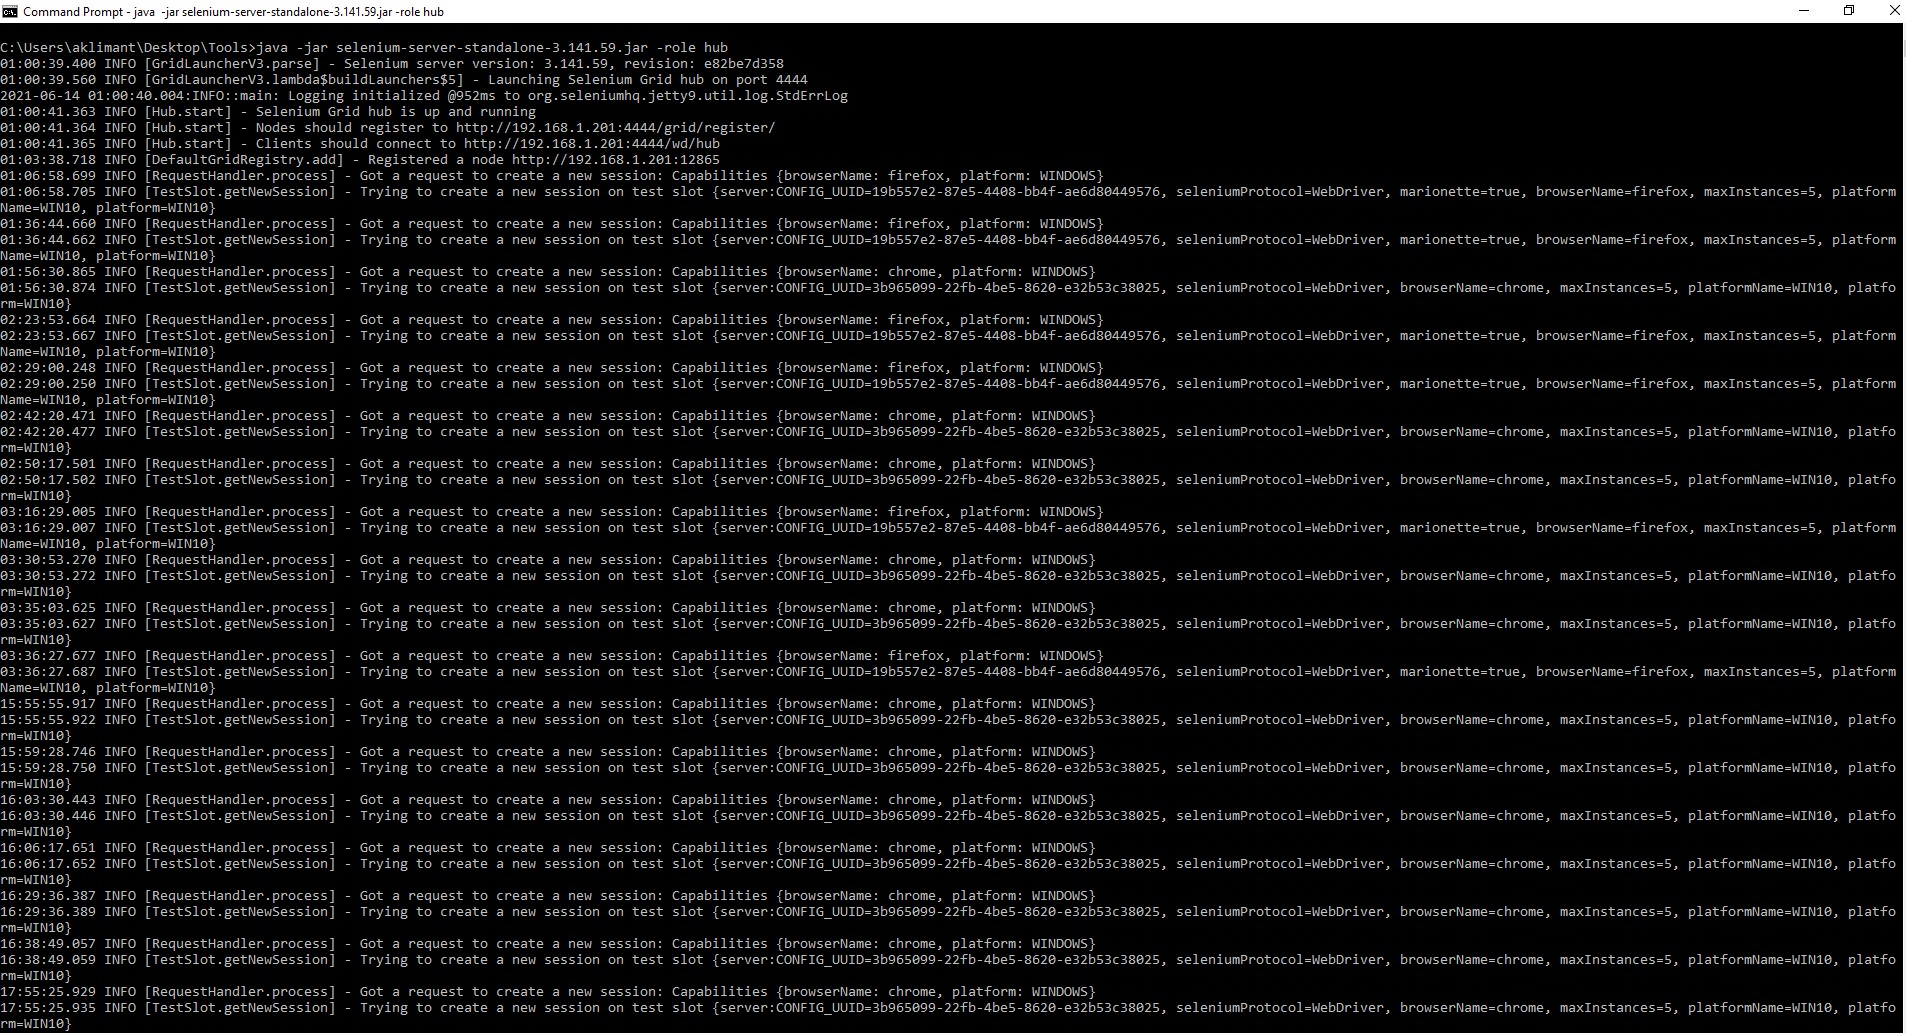 Command Prompt - java  -jar selenium-server-standalone-3.141.59.jar -role hub
C:\Users\aklimant\Desktop\Tools>java -jar selenium-server-standalone-3.141.59.jar -role hub
01:00:39.400 INFO [GridLauncherV3.parse] - Selenium server version: 3.141.59, revision: e82be7d358
01:00:39.560 INFO [GridLauncherV3.lambda$buildLaunchers$5] - Launching Selenium Grid hub on port 4444
2021-06-14 01:00:40.004:INFO::main: Logging initialized @952ms to org.seleniumhq.jetty9.util.log.StdErrLog
01:00:41.363 INFO [Hub.start] - Selenium Grid hub is up and running
01:00:41.364 INFO [Hub.start] - Nodes should register to http://192.168.1.201:4444/grid/register/
01:00:41.365 INFO [Hub.start] - Clients should connect to http://192.168.1.201:4444/wd/hub
01:03:38.718 INFO [DefaultGridRegistry.add] - Registered a node http://192.168.1.201:12865
01:06:58.699 INFO [RequestHandler.process] - Got a request to create a new session: Capabilities {browserName: firefox, platform: WINDOWS}
01:06:58.705 INFO [TestSlot.getNewSession] - Trying to create a new session on test slot {server:CONFIG_UUID=19b557e2-87e5-4408-bb4f-ae6d80449576, seleniumProtocol=WebDriver, marionette=true, browserName=firefox, maxInstances=5, platform
Name=WIN10, platform=WIN10}
01:36:44.660 INFO [RequestHandler.process] - Got a request to create a new session: Capabilities {browserName: firefox, platform: WINDOWS}
01:36:44.662 INFO [TestSlot.getNewSession] - Trying to create a new session on test slot {server:CONFIG_UUID=19b557e2-87e5-4408-bb4f-ae6d80449576, seleniumProtocol=WebDriver, marionette=true, browserName=firefox, maxInstances=5, platform
Name=WIN10, platform=WIN10}
01:56:30.865 INFO [RequestHandler.process] - Got a request to create a new session: Capabilities {browserName: chrome, platform: WINDOWS}
01:56:30.874 INFO [TestSlot.getNewSession] - Trying to create a new session on test slot {server:CONFIG_UUID=3b965099-22fb-4be5-8620-e32b53c38025, seleniumProtocol=WebDriver, browserName=chrome, maxInstances=5, platformName=WIN10, platfo
rm=WIN10}
02:23:53.664 INFO [RequestHandler.process] - Got a request to create a new session: Capabilities {browserName: firefox, platform: WINDOWS}
02:23:53.667 INFO [TestSlot.getNewSession] - Trying to create a new session on test slot {server:CONFIG_UUID=19b557e2-87e5-4408-bb4f-ae6d80449576, seleniumProtocol=WebDriver, marionette=true, browserName=firefox, maxInstances=5, platform
Name=WIN10, platform=WIN10}
02:29:00.248 INFO [RequestHandler.process] - Got a request to create a new session: Capabilities {browserName: firefox, platform: WINDOWS}
02:29:00.250 INFO [TestSlot.getNewSession] - Trying to create a new session on test slot {server:CONFIG_UUID=19b557e2-87e5-4408-bb4f-ae6d80449576, seleniumProtocol=WebDriver, marionette=true, browserName=firefox, maxInstances=5, platform
Name=WIN10, platform=WIN10}
02:42:20.471 INFO [RequestHandler.process] - Got a request to create a new session: Capabilities {browserName: chrome, platform: WINDOWS}
02:42:20.477 INFO [TestSlot.getNewSession] - Trying to create a new session on test slot {server:CONFIG_UUID=3b965099-22fb-4be5-8620-e32b53c38025, seleniumProtocol=WebDriver, browserName=chrome, maxInstances=5, platformName=WIN10, platfo
rm=WIN10}
02:50:17.501 INFO [RequestHandler.process] - Got a request to create a new session: Capabilities {browserName: chrome, platform: WINDOWS}
02:50:17.502 INFO [TestSlot.getNewSession] - Trying to create a new session on test slot {server:CONFIG_UUID=3b965099-22fb-4be5-8620-e32b53c38025, seleniumProtocol=WebDriver, browserName=chrome, maxInstances=5, platformName=WIN10, platfo
rm=WIN10}
03:16:29.005 INFO [RequestHandler.process] - Got a request to create a new session: Capabilities {browserName: firefox, platform: WINDOWS}
03:16:29.007 INFO [TestSlot.getNewSession] - Trying to create a new session on test slot {server:CONFIG_UUID=19b557e2-87e5-4408-bb4f-ae6d80449576, seleniumProtocol=WebDriver, marionette=true, browserName=firefox, maxInstances=5, platform
Name=WIN10, platform=WIN10}
03:30:53.270 INFO [RequestHandler.process] - Got a request to create a new session: Capabilities {browserName: chrome, platform: WINDOWS}
03:30:53.272 INFO [TestSlot.getNewSession] - Trying to create a new session on test slot {server:CONFIG_UUID=3b965099-22fb-4be5-8620-e32b53c38025, seleniumProtocol=WebDriver, browserName=chrome, maxInstances=5, platformName=WIN10, platfo
rm=WIN10}
03:35:03.625 INFO [RequestHandler.process] - Got a request to create a new session: Capabilities {browserName: chrome, platform: WINDOWS}
03:35:03.627 INFO [TestSlot.getNewSession] - Trying to create a new session on test slot {server:CONFIG_UUID=3b965099-22fb-4be5-8620-e32b53c38025, seleniumProtocol=WebDriver, browserName=chrome, maxInstances=5, platformName=WIN10, platfo
rm=WIN10}
03:36:27.677 INFO [RequestHandler.process] - Got a request to create a new session: Capabilities {browserName: firefox, platform: WINDOWS}
03:36:27.687 INFO [TestSlot.getNewSession] - Trying to create a new session on test slot {server:CONFIG_UUID=19b557e2-87e5-4408-bb4f-ae6d80449576, seleniumProtocol=WebDriver, marionette=true, browserName=firefox, maxInstances=5, platform
Name=WIN10, platform=WIN10}
15:55:55.917 INFO [RequestHandler.process] - Got a request to create a new session: Capabilities {browserName: chrome, platform: WINDOWS}
15:55:55.922 INFO [TestSlot.getNewSession] - Trying to create a new session on test slot {server:CONFIG_UUID=3b965099-22fb-4be5-8620-e32b53c38025, seleniumProtocol=WebDriver, browserName=chrome, maxInstances=5, platformName=WIN10, platfo
rm=WIN10}
15:59:28.746 INFO [RequestHandler.process] - Got a request to create a new session: Capabilities {browserName: chrome, platform: WINDOWS}
15:59:28.750 INFO [TestSlot.getNewSession] - Trying to create a new session on test slot {server:CONFIG_UUID=3b965099-22fb-4be5-8620-e32b53c38025, seleniumProtocol=WebDriver, browserName=chrome, maxInstances=5, platformName=WIN10, platfo
rm=WIN10}
16:03:30.443 INFO [RequestHandler.process] - Got a request to create a new session: Capabilities {browserName: chrome, platform: WINDOWS}
16:03:30.446 INFO [TestSlot.getNewSession] - Trying to create a new session on test slot {server:CONFIG_UUID=3b965099-22fb-4be5-8620-e32b53c38025, seleniumProtocol=WebDriver, browserName=chrome, maxInstances=5, platformName=WIN10, platfo
rm=WIN10}
16:06:17.651 INFO [RequestHandler.process] - Got a request to create a new session: Capabilities {browserName: chrome, platform: WINDOWS}
16:06:17.652 INFO [TestSlot.getNewSession] - Trying to create a new session on test slot {server:CONFIG_UUID=3b965099-22fb-4be5-8620-e32b53c38025, seleniumProtocol=WebDriver, browserName=chrome, maxInstances=5, platformName=WIN10, platfo
rm=WIN10}
16:29:36.387 INFO [RequestHandler.process] - Got a request to create a new session: Capabilities {browserName: chrome, platform: WINDOWS}
16:29:36.389 INFO [TestSlot.getNewSession] - Trying to create a new session on test slot {server:CONFIG_UUID=3b965099-22fb-4be5-8620-e32b53c38025, seleniumProtocol=WebDriver, browserName=chrome, maxInstances=5, platformName=WIN10, platfo
rm=WIN10}
16:38:49.057 INFO [RequestHandler.process] - Got a request to create a new session: Capabilities {browserName: chrome, platform: WINDOWS}
16:38:49.059 INFO [TestSlot.getNewSession] - Trying to create a new session on test slot {server:CONFIG_UUID=3b965099-22fb-4be5-8620-e32b53c38025, seleniumProtocol=WebDriver, browserName=chrome, maxInstances=5, platformName=WIN10, platfo
rm=WIN10}
17:55:25.929 INFO [RequestHandler.process] - Got a request to create a new session: Capabilities {browserName: chrome, platform: WINDOWS}
17:55:25.935 INFO [TestSlot.getNewSession] - Trying to create a new session on test slot {server:CONFIG_UUID=3b965099-22fb-4be5-8620-e32b53c38025, seleniumProtocol=WebDriver, browserName=chrome, maxInstances=5, platformName=WIN10, platfo
rm=WIN10}